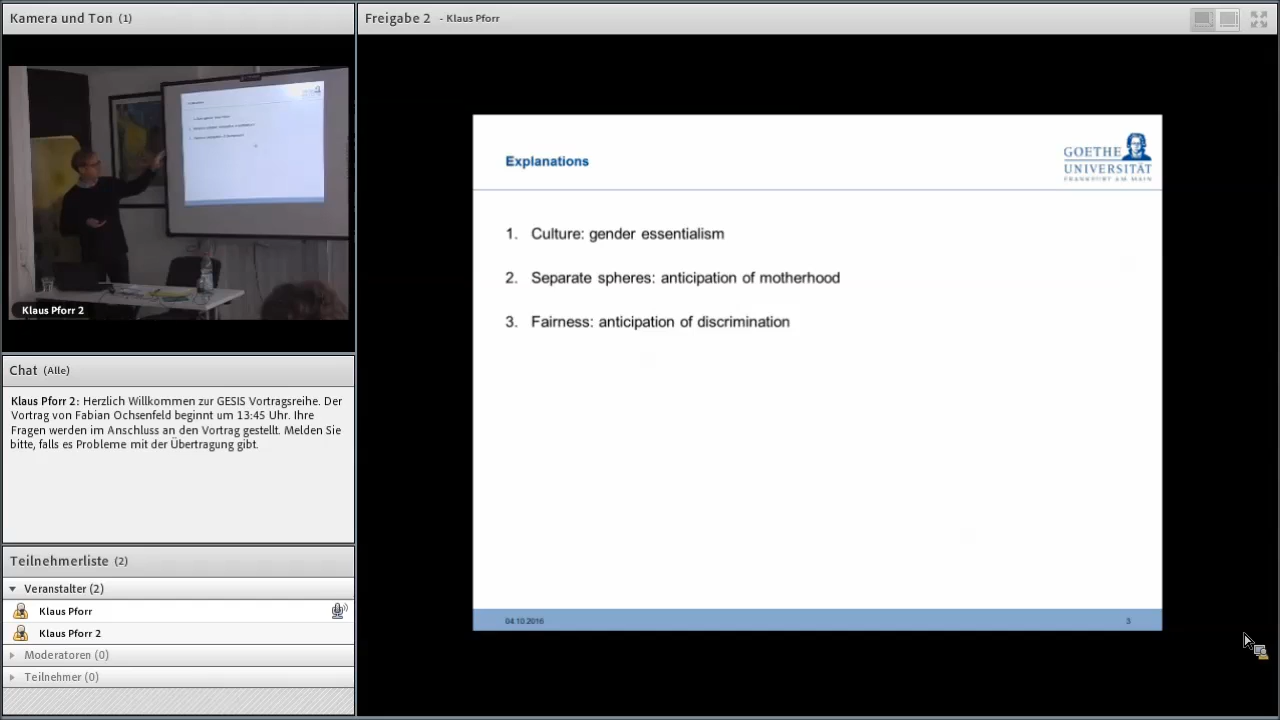 Kamera und Ton (1)
Klaus Pforr 2
Chat (Alle)
Klaus Pforr 2: Herzlich Willkommen zur GESIS Vortragsreihe. Der
Vortrag von Fabian Ochsenfeld beginnt um 13:45 Uhr. Ihre
Fragen werden im Anschluss an den Vortrag gestellt. Melden Sie
bitte, falls es Probleme mit der Übertragung gibt.
Teilnehmerliste (2)
Veranstalter (2)
Klaus Pforr
Klaus Pforr 2
Moderatoren (0)
Teilnehmer (0)
Freigabe 2 - Klaus Pforr
Explanations
GOETHE
UNIVERSITÄT
FRANKFURT AM MAIN
1. Culture: gender essentialism
2. Separate spheres: anticipation of motherhood
3. Fairness: anticipation of discrimination
04.10.2016
3